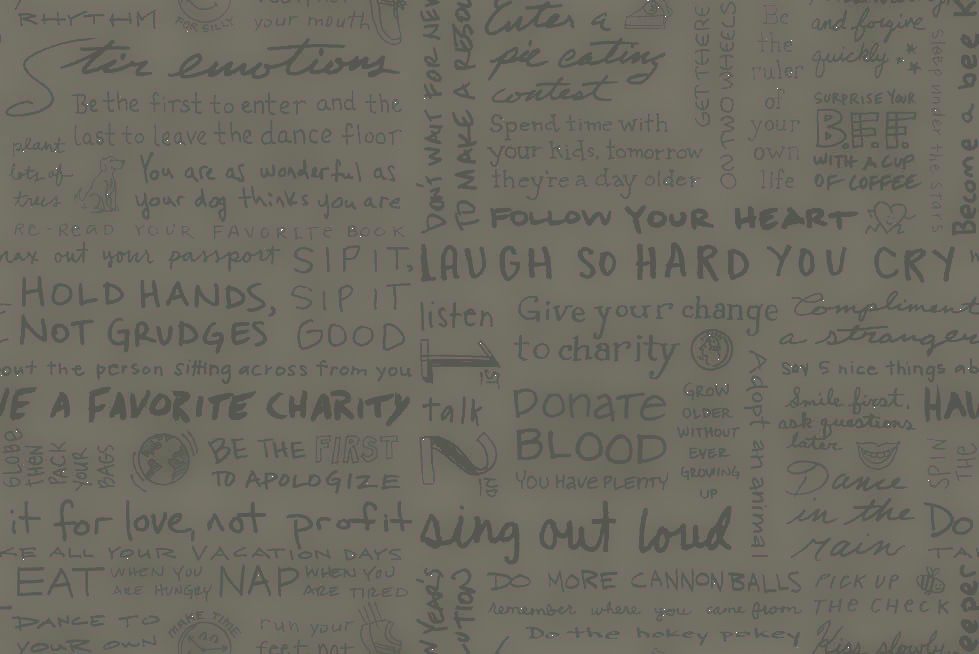 RHYTHM
FOR SILLY
your mouth
Stir emotions
Be the first to enter and the
last to leave the dance floor
plant
lots of
trees
You are as wonderful as
your dog thinks you are
RE-READ YOUR FAVORITE BOOK
max out your passport
SIP IT,
SIP IT
GOOD
HOLD HANDS,
NOT GRUDGES
out the person sitting across from you
VE A FAVORITE CHARITY
GLOBE
THEN
PACK
YOUR
BAGS
BE THE FIRST
TO APOLOGIZE
it for love, not profit
KE ALL YOUR VACATION DAYS
EAT WHEN YOU
ARE HUNGRY
NAP WHEN YOU
ARE TIRED
DANCE TO
YOUR OWN
MAKE TIME
run your
feet not
DON'T WAIT FOR NEW
TO MAKE A RESOL
Enter a
pie eating
contest
Spend time with
your kids, tomorrow
they're a day older
GET THERE
ON TWO WHEELS
Be
the
ruler
of
your
own
life
and forgive
quickly
SURPRISE YOUR
B.F.F.
WITH A CUP
OF COFFEE
Sleep under the stars
Become a bee K
FOLLOW YOUR HEART
LAUGH SO HARD YOU CRY
listen
1st
talk
2nd
Give your change
to charity
Compliment
a stranger
Say 5 nice things ab
DONATE
BLOOD
YOU HAVE PLENTY
GROW
OLDER
WITHOUT
EVER
GROWING
UP
Adopt an animal
Smile first,
ask questions
later
HAN
SPIN
THE
Dance
in the
rain
Do
TA
sing out loud
N YEAR'S
LUTION
DO MORE CANNONBALLS
remember where you came from
Do the hokey pokey
PICK UP
THE CHECK
Kiss slowly,
eeper